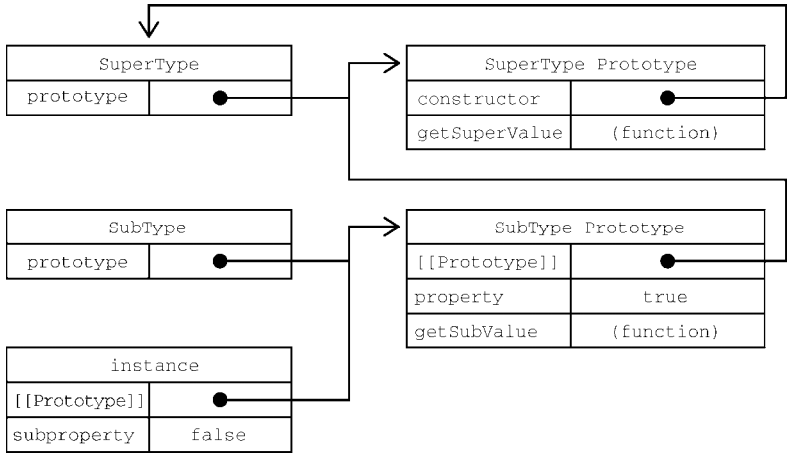 SuperType
prototype
SuperType Prototype
constructor
getSuperValue (function)
SubType
prototype
SubType Prototype
[[Prototype]]
property true
getSubValue (function)
instance
[[Prototype]]
subproperty false